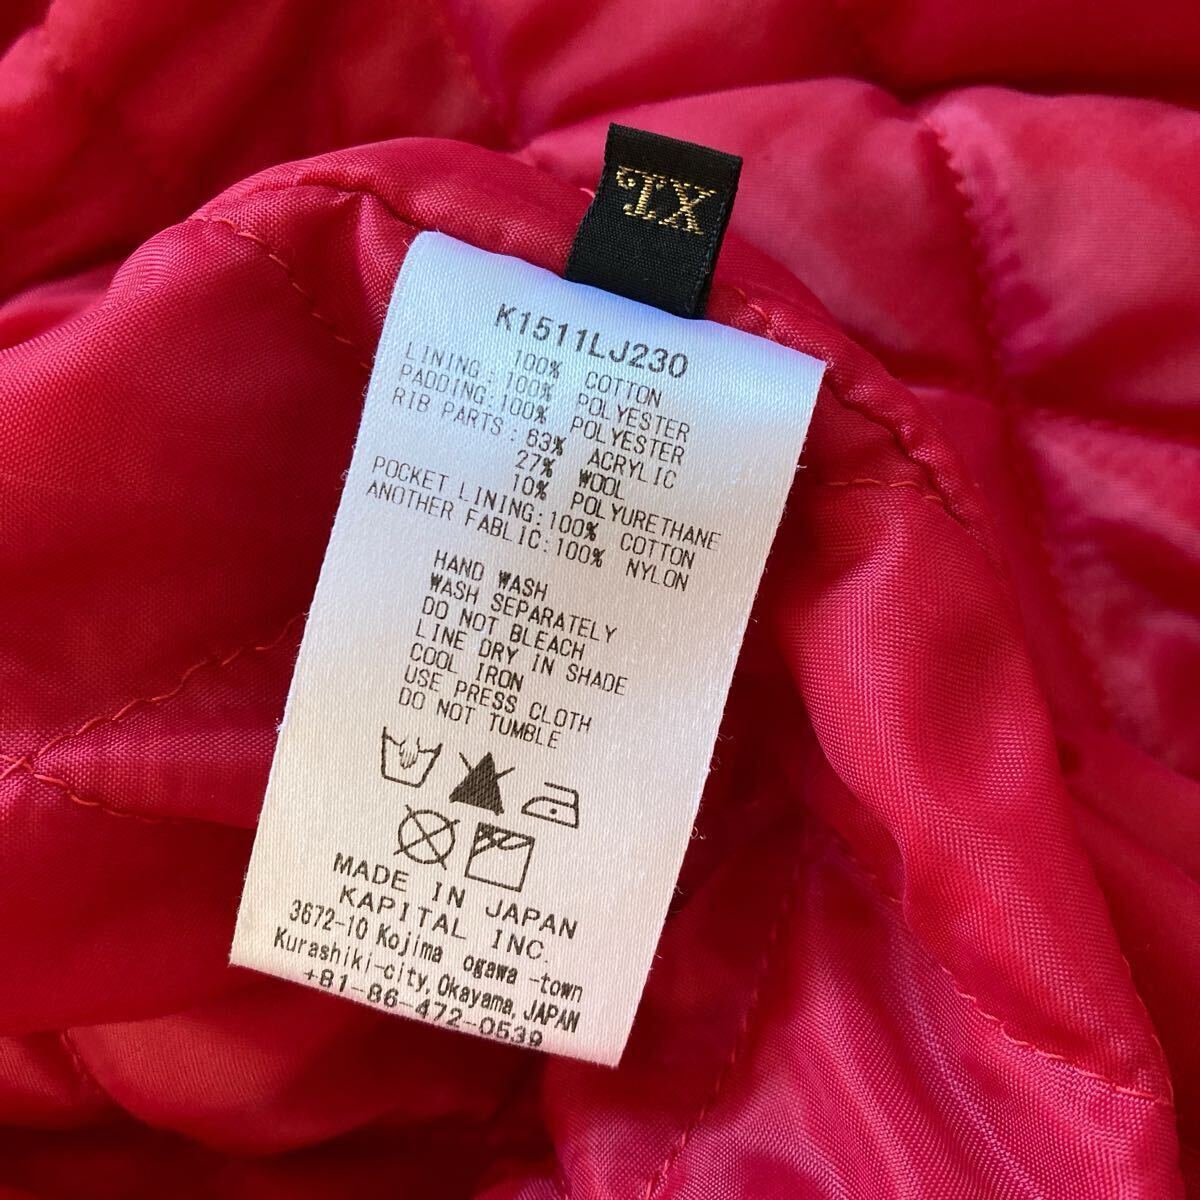 XL
K1511LJ230
100% COTTON
LINING: 100% POLYESTER
PADDING:100% POLYESTER
RIB PARTS: 63% ACRYLIC
27% WOOL
10% POLYURETHANE
POCKET LINING:100% COTTON
ANOTHER FABLIC:100% NYLON
HAND WASH
WASH SEPARATELY
DO NOT BLEACH
LINE DRY IN SHADE
COOL IRON
USE PRESS CLOTH
DO NOT TUMBLE
MADE IN JAPAN
KAPITAL INC.
3672-10 Kojima ogawa -town
Kurashiki-city, Okayama, JAPAN
+81-86-472-0539